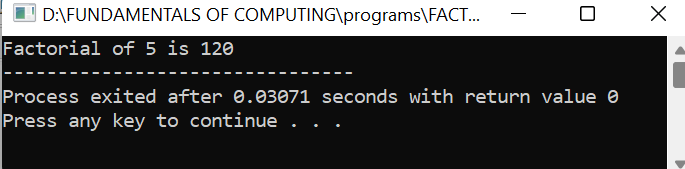 D:\FUNDAMENTALS OF COMPUTING\programs\FACT...
Factorial of 5 is 120
--------------------------------
Process exited after 0.03071 seconds with return value 0
Press any key to continue . . .